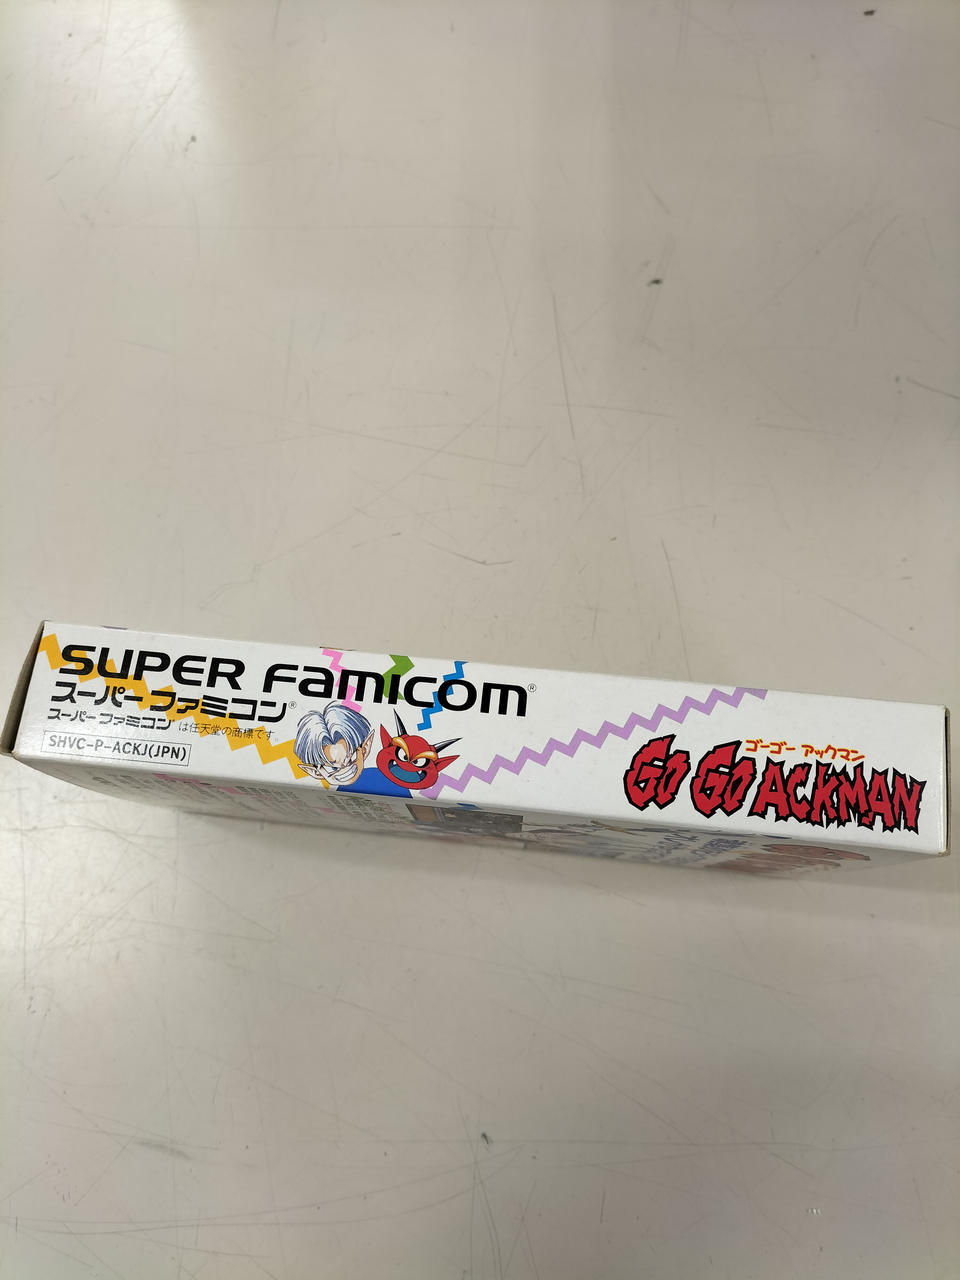 SUPER FAMICOM®
スーパーファミコン®
スーパーファミコンは任天堂の商標です
SHVC-P-ACKJ(JPN)
ゴーゴー アックマン
GO GO ACKMAN